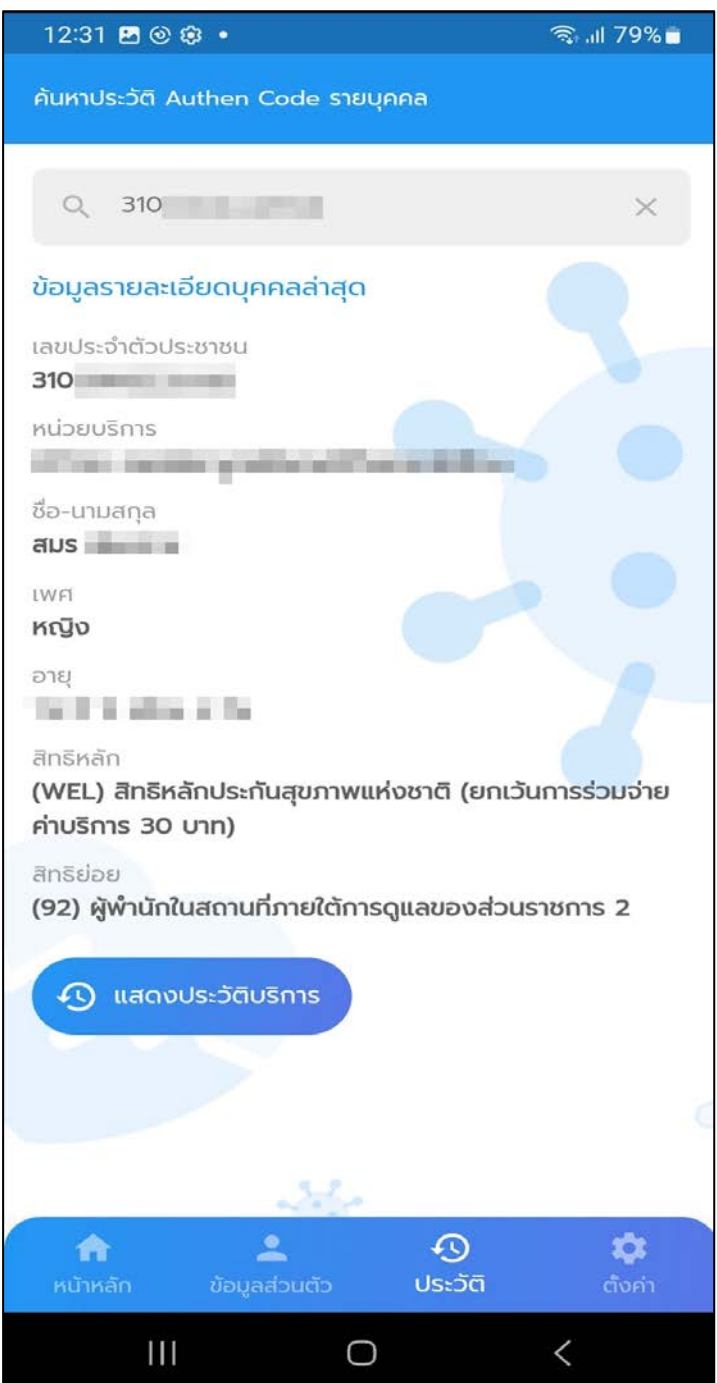 12:31
79%
ค้นหาประวัติ Authen Code รายบุคคล
310
ข้อมูลรายละเอียดบุคคลล่าสุด
เลขประจำตัวประชาชน
310
หน่วยบริการ
ชื่อ-นามสกุล
สมร
เพศ
หญิง
อายุ
สิทธิหลัก
(WEL) สิทธิหลักประกันสุขภาพแห่งชาติ (ยกเว้นการร่วมจ่าย
ค่าบริการ 30 บาท)
สิทธิย่อย
(92) ผู้พำนักในสถานที่ภายใต้การดูแลของส่วนราชการ 2
แสดงประวัติบริการ
หน้าหลัก ข้อมูลส่วนตัว ประวัติ ตั้งค่า